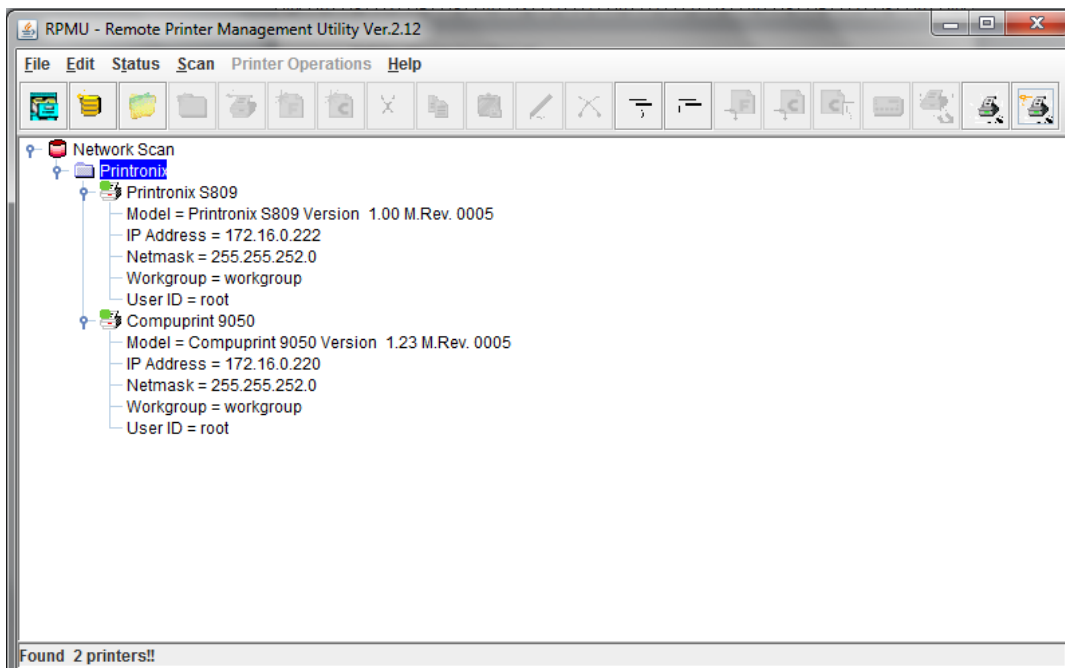 RPMU - Remote Printer Management Utility Ver.2.12
File Edit Status Scan Printer Operations Help
Network Scan
Printronix
Printronix S809
Model = Printronix S809 Version 1.00 M.Rev. 0005
IP Address = 172.16.0.222
Netmask = 255.255.252.0
Workgroup = workgroup
User ID = root
Compuprint 9050
Model = Compuprint 9050 Version 1.23 M.Rev. 0005
IP Address = 172.16.0.220
Netmask = 255.255.252.0
Workgroup = workgroup
User ID = root
Found 2 printers!!